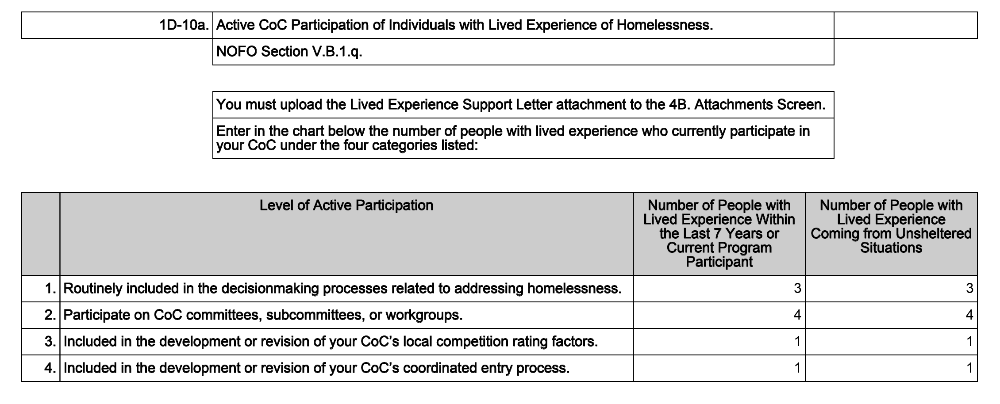 1D-10a. Active CoC Participation of Individuals with Lived Experience of Homelessness.
NOFO Section V.B.1.q.
You must upload the Lived Experience Support Letter attachment to the 4B. Attachments Screen.
Enter in the chart below the number of people with lived experience who currently participate in
your CoC under the four categories listed:
Level of Active Participation
Number of People with
Lived Experience Within
the Last 7 Years or
Current Program
Participant
Number of People with
Lived Experience
Coming from Unsheltered
Situations
1. Routinely included in the decisionmaking processes related to addressing homelessness. 3 3
2. Participate on CoC committees, subcommittees, or workgroups. 4 4
3. Included in the development or revision of your CoC’s local competition rating factors. 1 1
4. Included in the development or revision of your CoC’s coordinated entry process. 1 1